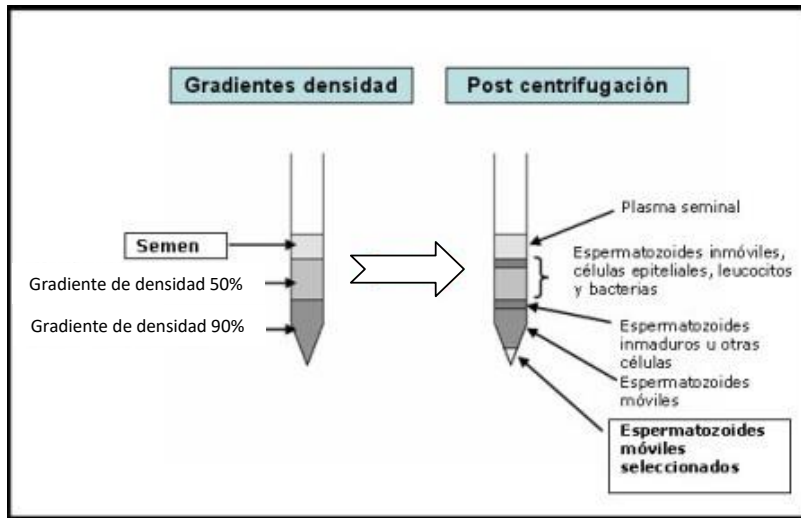 Gradientes densidad
Post centrifugación
Semen
Gradiente de densidad 50%
Gradiente de densidad 90%
Plasma seminal
Espermatozoides inmóviles,
células epiteliales, leucocitos
y bacterias
Espermatozoides
inmaduros u otras
células
Espermatozoides
móviles
Espermatozoides
móviles
seleccionados